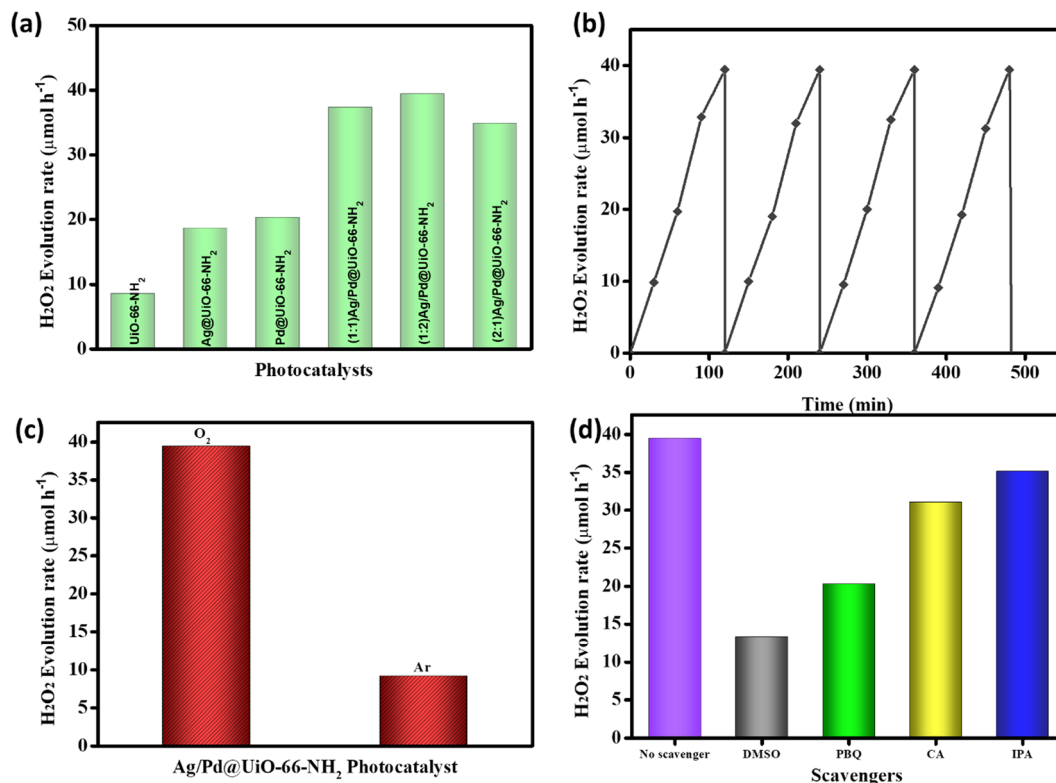 (a)
H₂O₂ Evolution rate (µmol h⁻¹)
50
40
30
20
10
0
UiO-66-NH₂
Ag@UiO-66-NH₂
Pd@UiO-66-NH₂
(1:1)Ag/Pd@UiO-66-NH₂
(1:2)Ag/Pd@UiO-66-NH₂
(2:1)Ag/Pd@UiO-66-NH₂
Photocatalysts
(b)
H₂O₂ Evolution rate (µmol h⁻¹)
40
30
20
10
0
0 100 200 300 400 500
Time (min)
(c)
H₂O₂ Evolution rate (µmol h⁻¹)
40
35
30
25
20
15
10
5
0
O₂
Ar
Ag/Pd@UiO-66-NH₂ Photocatalyst
(d)
H₂O₂ Evolution rate (µmol h⁻¹)
40
35
30
25
20
15
10
5
0
No scavenger DMSO PBQ CA IPA
Scavengers